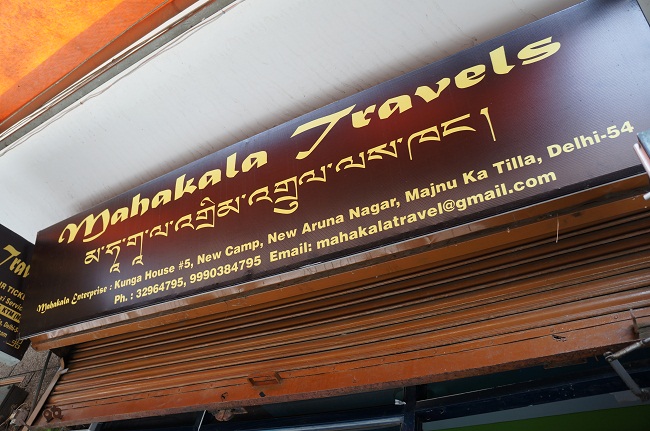 Mahakala Travels
མ་ཧཱ་ཀཱ་ལ་འགྲིམ་འགྲུལ་ལས་ཁང་།
Mahakala Enterprise : Kunga House #5, New Camp, New Aruna Nagar, Majnu Ka Tilla, Delhi-54
Ph. : 32964795, 9990384795 Email: mahakalatravel@gmail.com
Trav